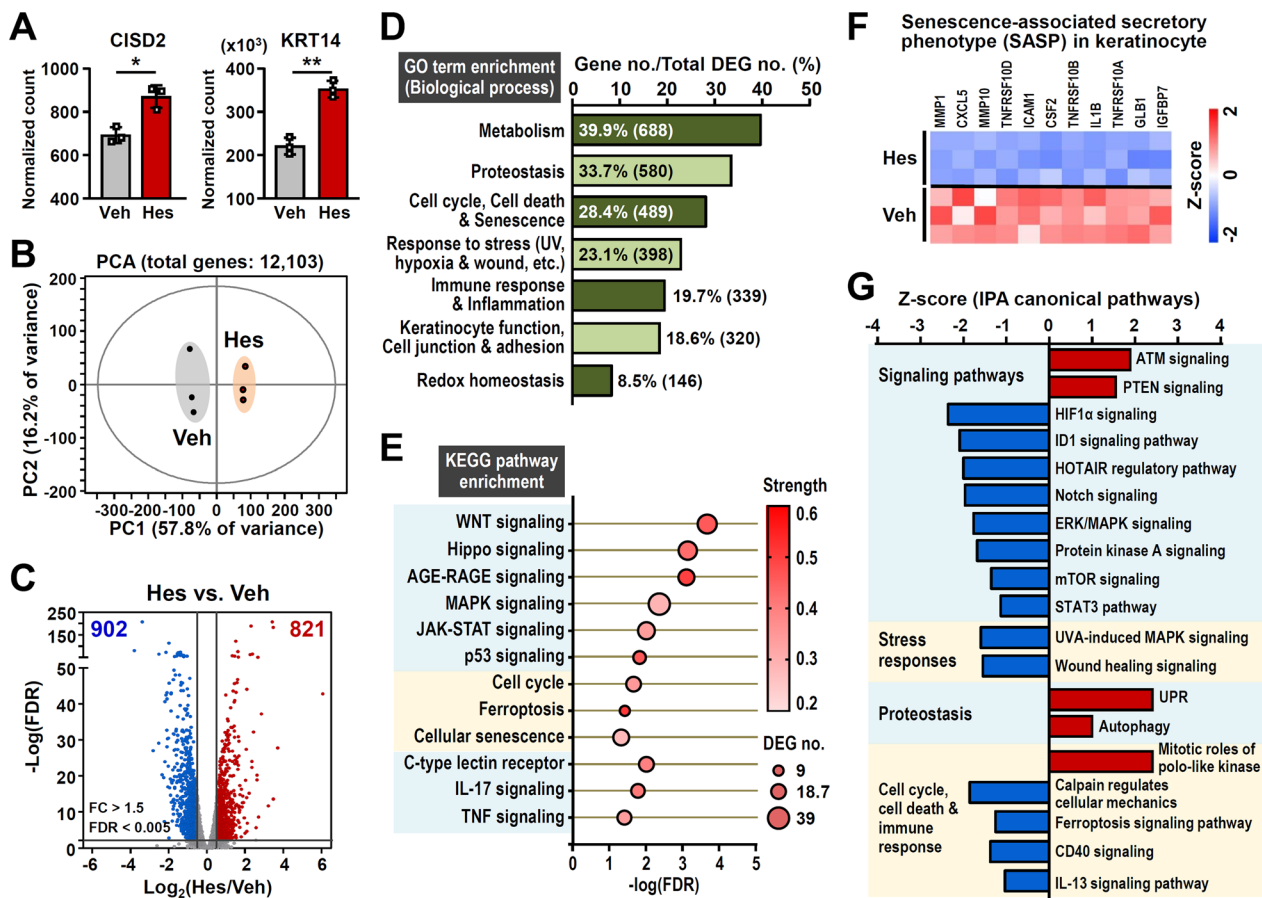 A
CISD2
*
Normalized count
1000
800
600
400
Veh
Hes
KRT14
(x10³)
**
Normalized count
400
300
200
100
Veh
Hes
B
PCA (total genes: 12,103)
PC2 (16.2% of variance)
200
100
0
-100
-200
Hes
Veh
-300
-200
-100
0
100
200
300
PC1 (57.8% of variance)
C
Hes vs. Veh
902
821
-Log(FDR)
250
150
50
50
40
30
20
10
0
FC > 1.5
FDR < 0.005
-6
-4
-2
0
2
4
6
Log₂(Hes/Veh)
D
GO term enrichment
(Biological process)
Gene no./Total DEG no. (%)
0
10
20
30
40
50
Metabolism
39.9% (688)
Proteostasis
33.7% (580)
Cell cycle, Cell death
& Senescence
28.4% (489)
Response to stress (UV,
hypoxia & wound, etc.)
23.1% (398)
Immune response
& Inflammation
19.7% (339)
Keratinocyte function,
Cell junction & adhesion
18.6% (320)
Redox homeostasis
8.5% (146)
E
KEGG pathway
enrichment
WNT signaling
Hippo signaling
AGE-RAGE signaling
MAPK signaling
JAK-STAT signaling
p53 signaling
Cell cycle
Ferroptosis
Cellular senescence
C-type lectin receptor
IL-17 signaling
TNF signaling
0
1
2
3
4
5
-log(FDR)
Strength
0.6
0.5
0.4
0.3
0.2
DEG no.
9
18.7
39
F
Senescence-associated secretory
phenotype (SASP) in keratinocyte
MMP1
CXCL5
MMP10
TNFRSF10D
ICAM1
CSF2
TNFRSF10B
IL1B
TNFRSF10A
GLB1
IGFBP7
Hes
Veh
2
0
-2
Z-score
G
Z-score (IPA canonical pathways)
-4
-3
-2
-1
0
1
2
3
4
Signaling pathways
ATM signaling
PTEN signaling
HIF1α signaling
ID1 signaling pathway
HOTAIR regulatory pathway
Notch signaling
ERK/MAPK signaling
Protein kinase A signaling
mTOR signaling
STAT3 pathway
Stress
responses
UVA-induced MAPK signaling
Wound healing signaling
Proteostasis
UPR
Autophagy
Cell cycle,
cell death &
immune
response
Mitotic roles of
polo-like kinase
Calpain regulates
cellular mechanics
Ferroptosis signaling pathway
CD40 signaling
IL-13 signaling pathway